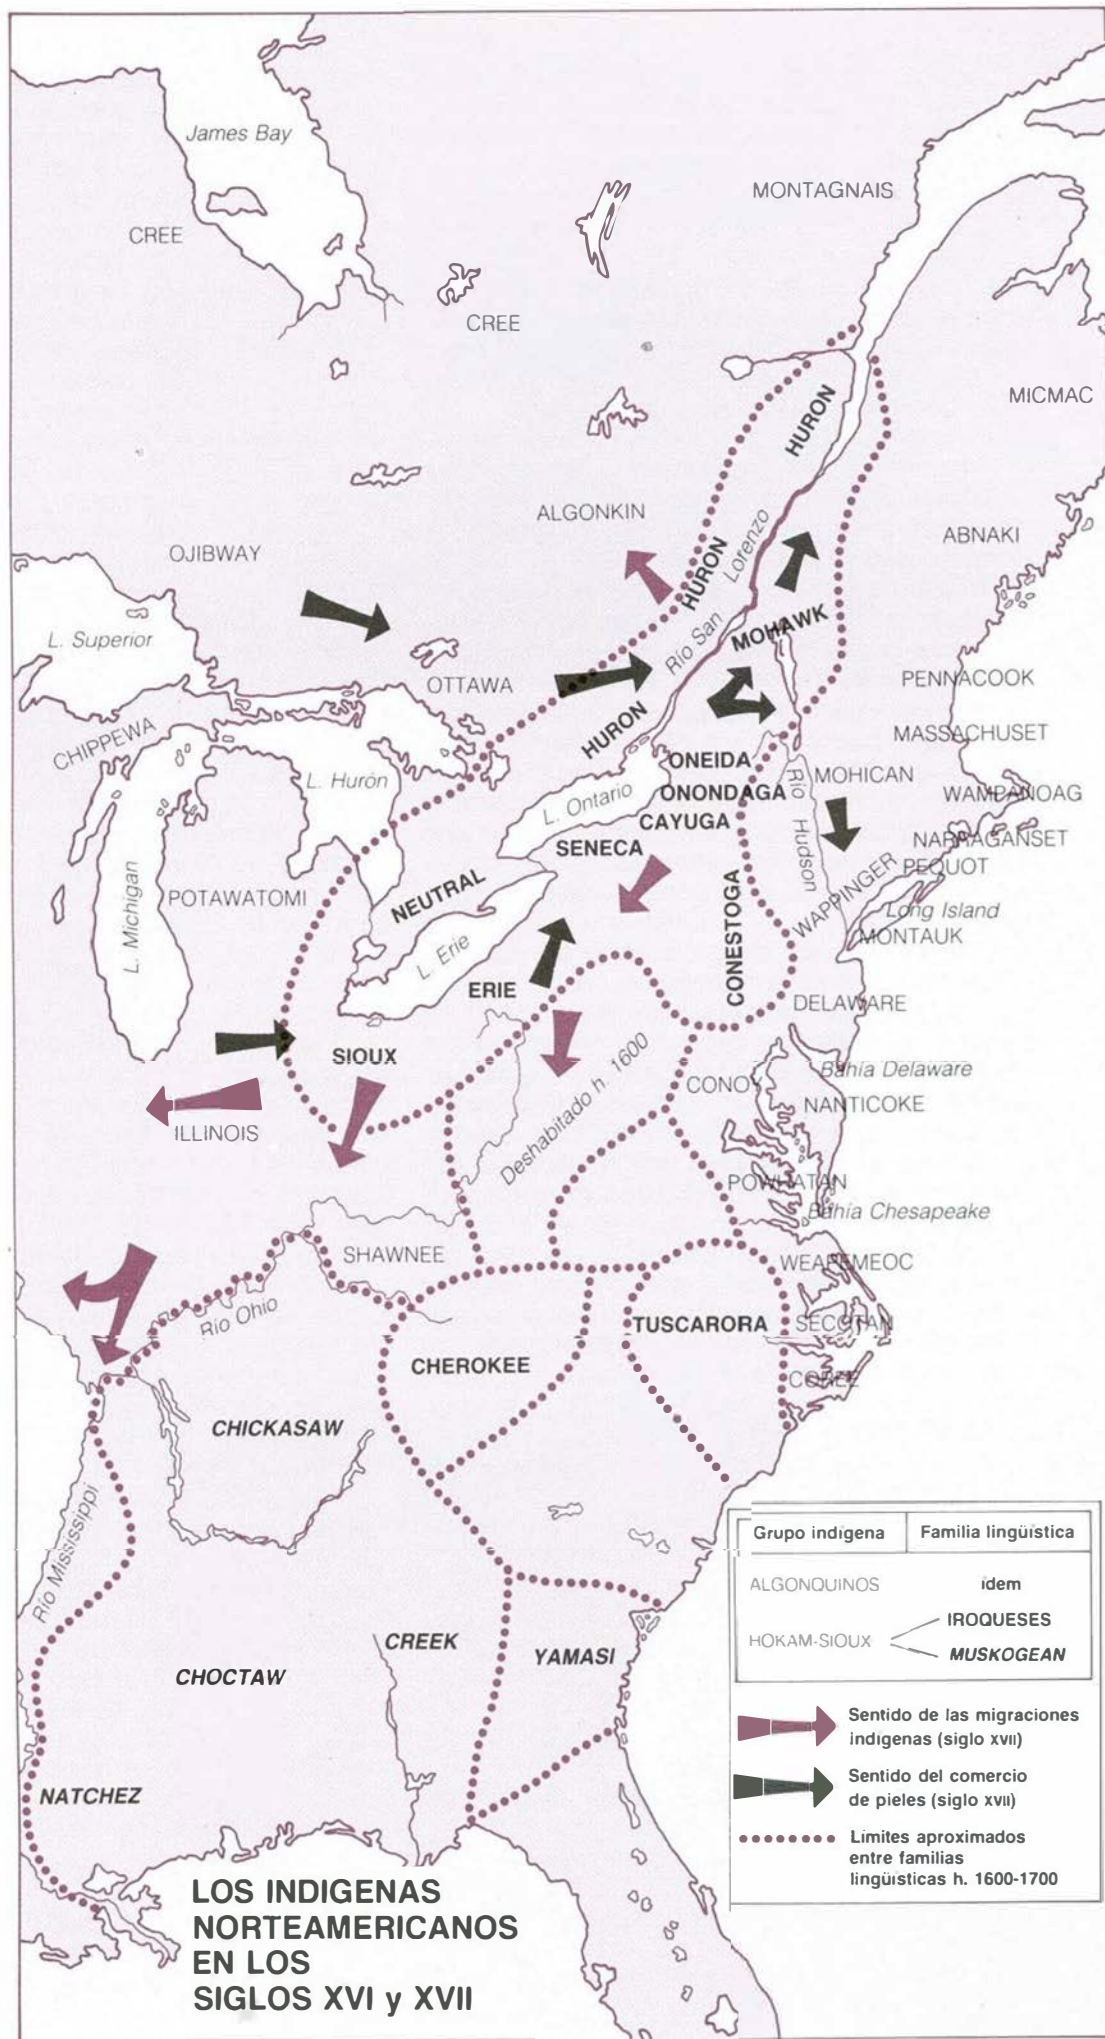 James Bay
MONTAGNAIS
CREE
CREE
MICMAC
HURON
ALGONKIN
ABNAKI
OJIBWAY
HURON
Río San Lorenzo
L. Superior
MOHAWK
OTTAWA
PENNACOOK
CHIPPEWA
HURON
MASSACHUSET
ONEIDA
L. Hurón
MOHICAN
L. Ontario
ONONDAGA
WAMPANOAG
CAYUGA
Río Hudson
NARRAGANSET
SENECA
PEQUOT
L. Michigan
POTAWATOMI
NEUTRAL
WAPPINGER
Long Island
CONESTOGA
MONTAUK
L. Erie
ERIE
DELAWARE
SIOUX
Deshabitado h. 1600
CONOY
Bahía Delaware
NANTICOKE
ILLINOIS
POWHATAN
Bahía Chesapeake
SHAWNEE
WEAPEMEOC
Río Ohio
TUSCARORA
SECOTAN
CHEROKEE
COREE
CHICKASAW
Río Mississippi
CREEK
YAMASI
CHOCTAW
NATCHEZ
Grupo indígena Familia lingüística
ALGONQUINOS ídem
HOKAM-SIOUX IROQUESES
MUSKOGEAN
Sentido de las migraciones
indígenas (siglo XVII)
Sentido del comercio
de pieles (siglo XVII)
Límites aproximados
entre familias
lingüísticas h. 1600-1700
LOS INDIGENAS
NORTEAMERICANOS
EN LOS
SIGLOS XVI y XVII